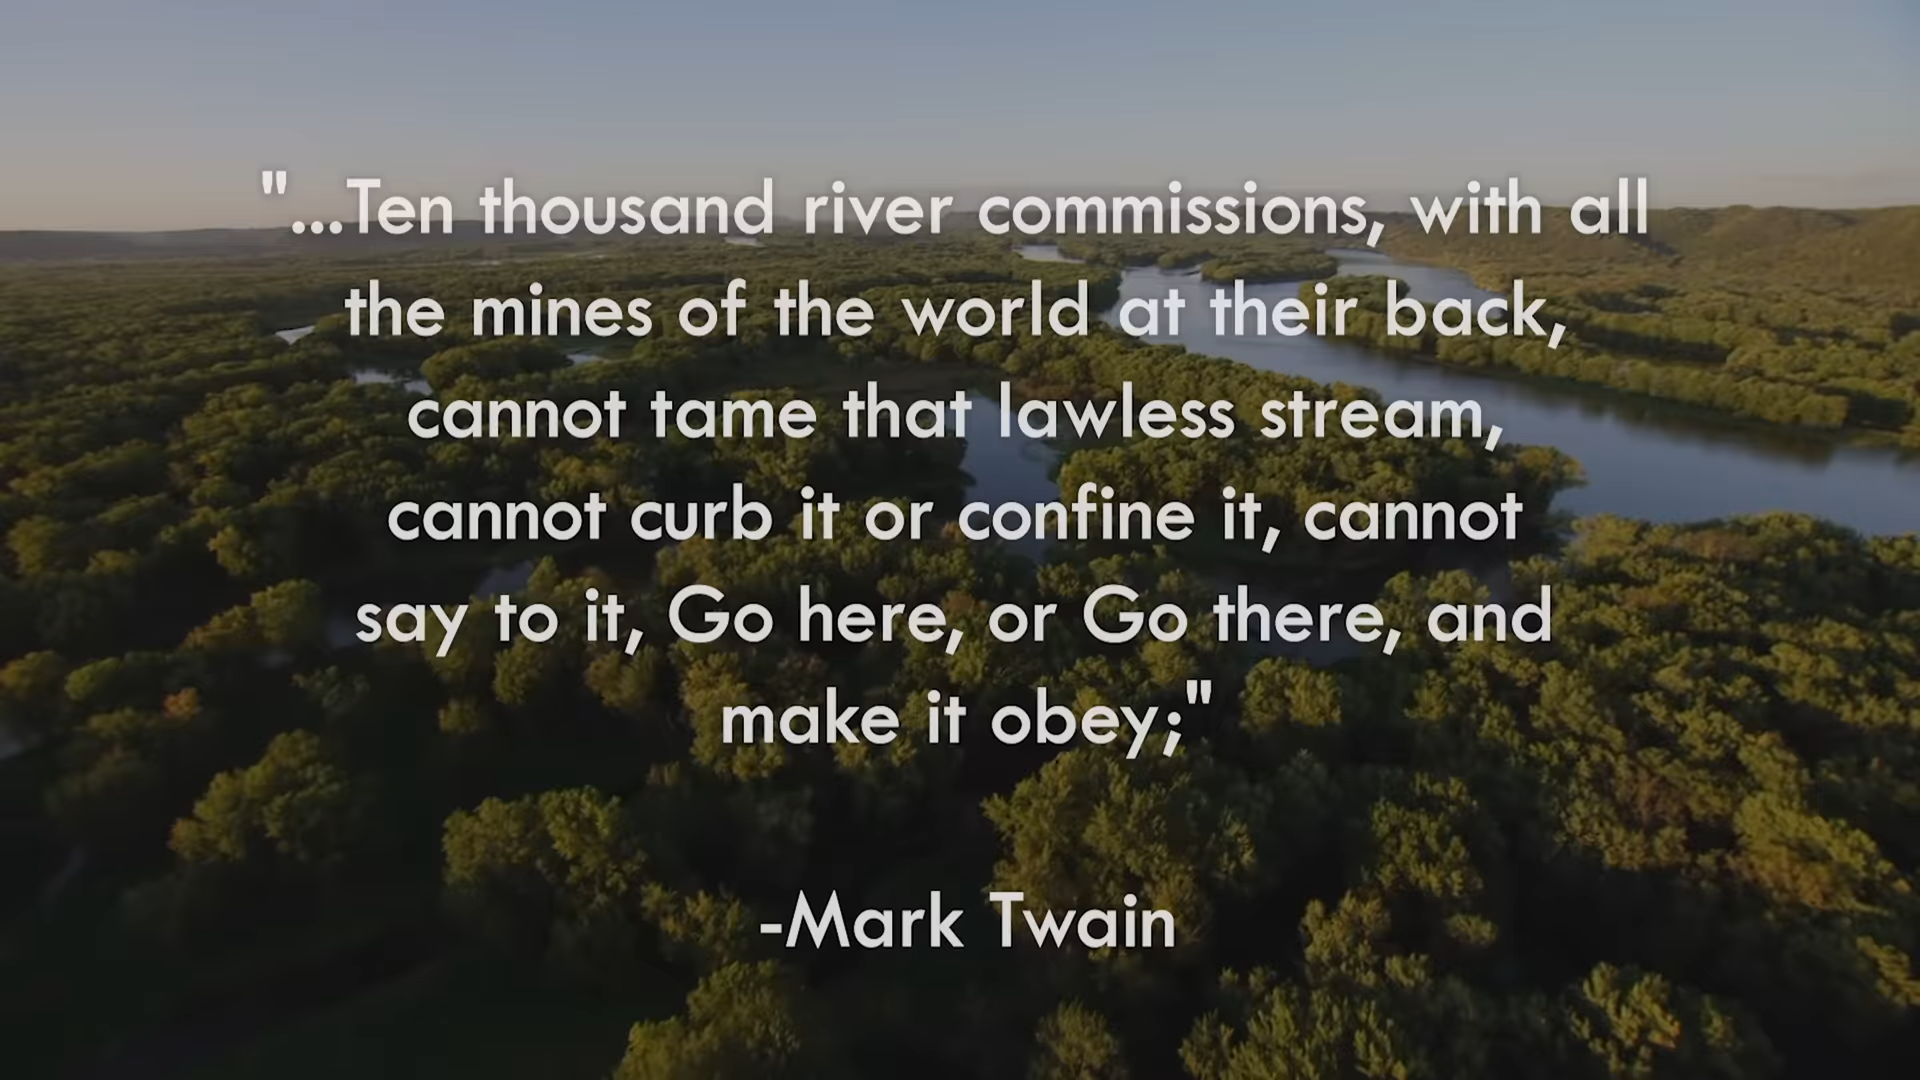 "...Ten thousand river commissions, with all
the mines of the world at their back,
cannot tame that lawless stream,
cannot curb it or confine it, cannot
say to it, Go here, or Go there, and
make it obey;"
-Mark Twain